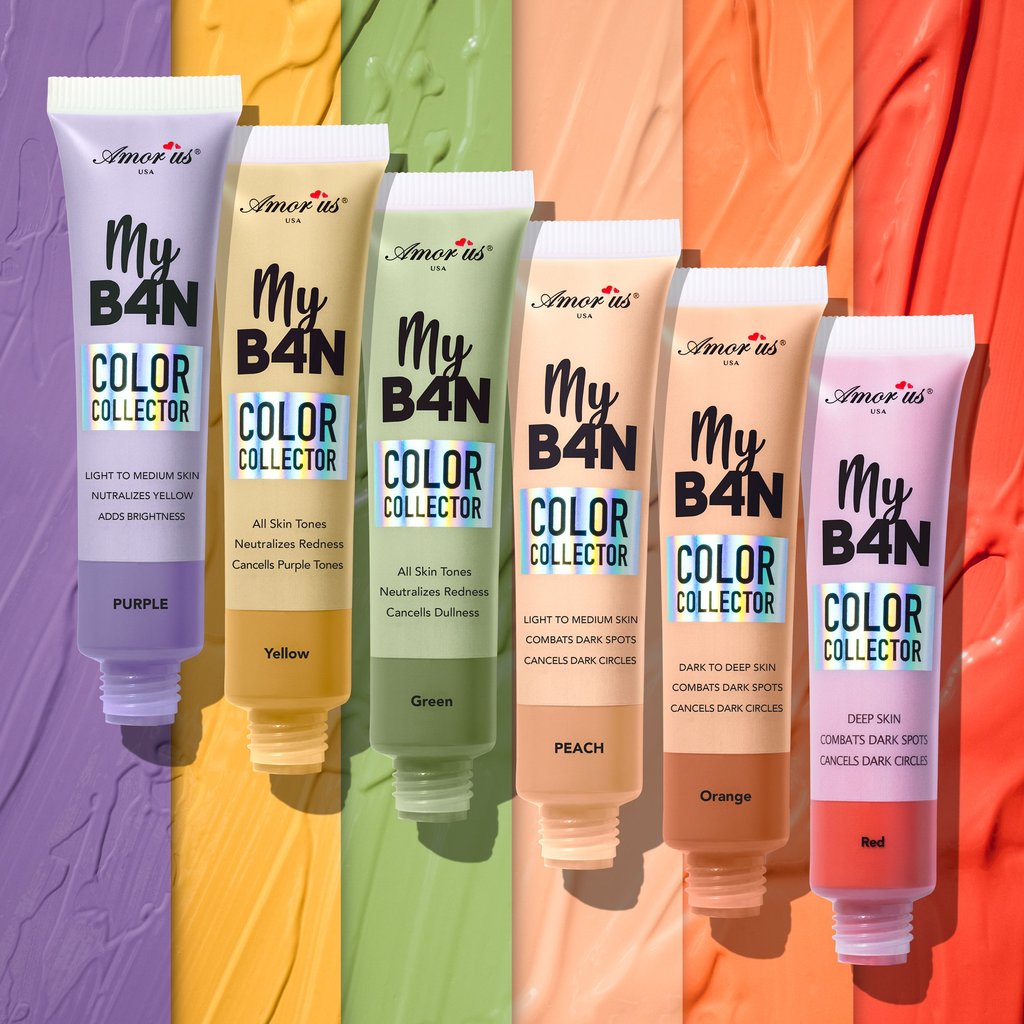 Amor us®
USA
My
B4N
COLOR
COLLECTOR
LIGHT TO MEDIUM SKIN
NUTRALIZES YELLOW
ADDS BRIGHTNESS
PURPLE
Amor us®
USA
My
B4N
COLOR
COLLECTOR
All Skin Tones
Neutralizes Redness
Cancells Purple Tones
Yellow
Amor us®
USA
My
B4N
COLOR
COLLECTOR
All Skin Tones
Neutralizes Redness
Cancells Dullness
Green
Amor us®
USA
My
B4N
COLOR
COLLECTOR
LIGHT TO MEDIUM SKIN
COMBATS DARK SPOTS
CANCELS DARK CIRCLES
PEACH
Amor us®
USA
My
B4N
COLOR
COLLECTOR
DARK TO DEEP SKIN
COMBATS DARK SPOTS
CANCELS DARK CIRCLES
Orange
Amor us®
USA
My
B4N
COLOR
COLLECTOR
DEEP SKIN
COMBATS DARK SPOTS
CANCELS DARK CIRCLES
Red